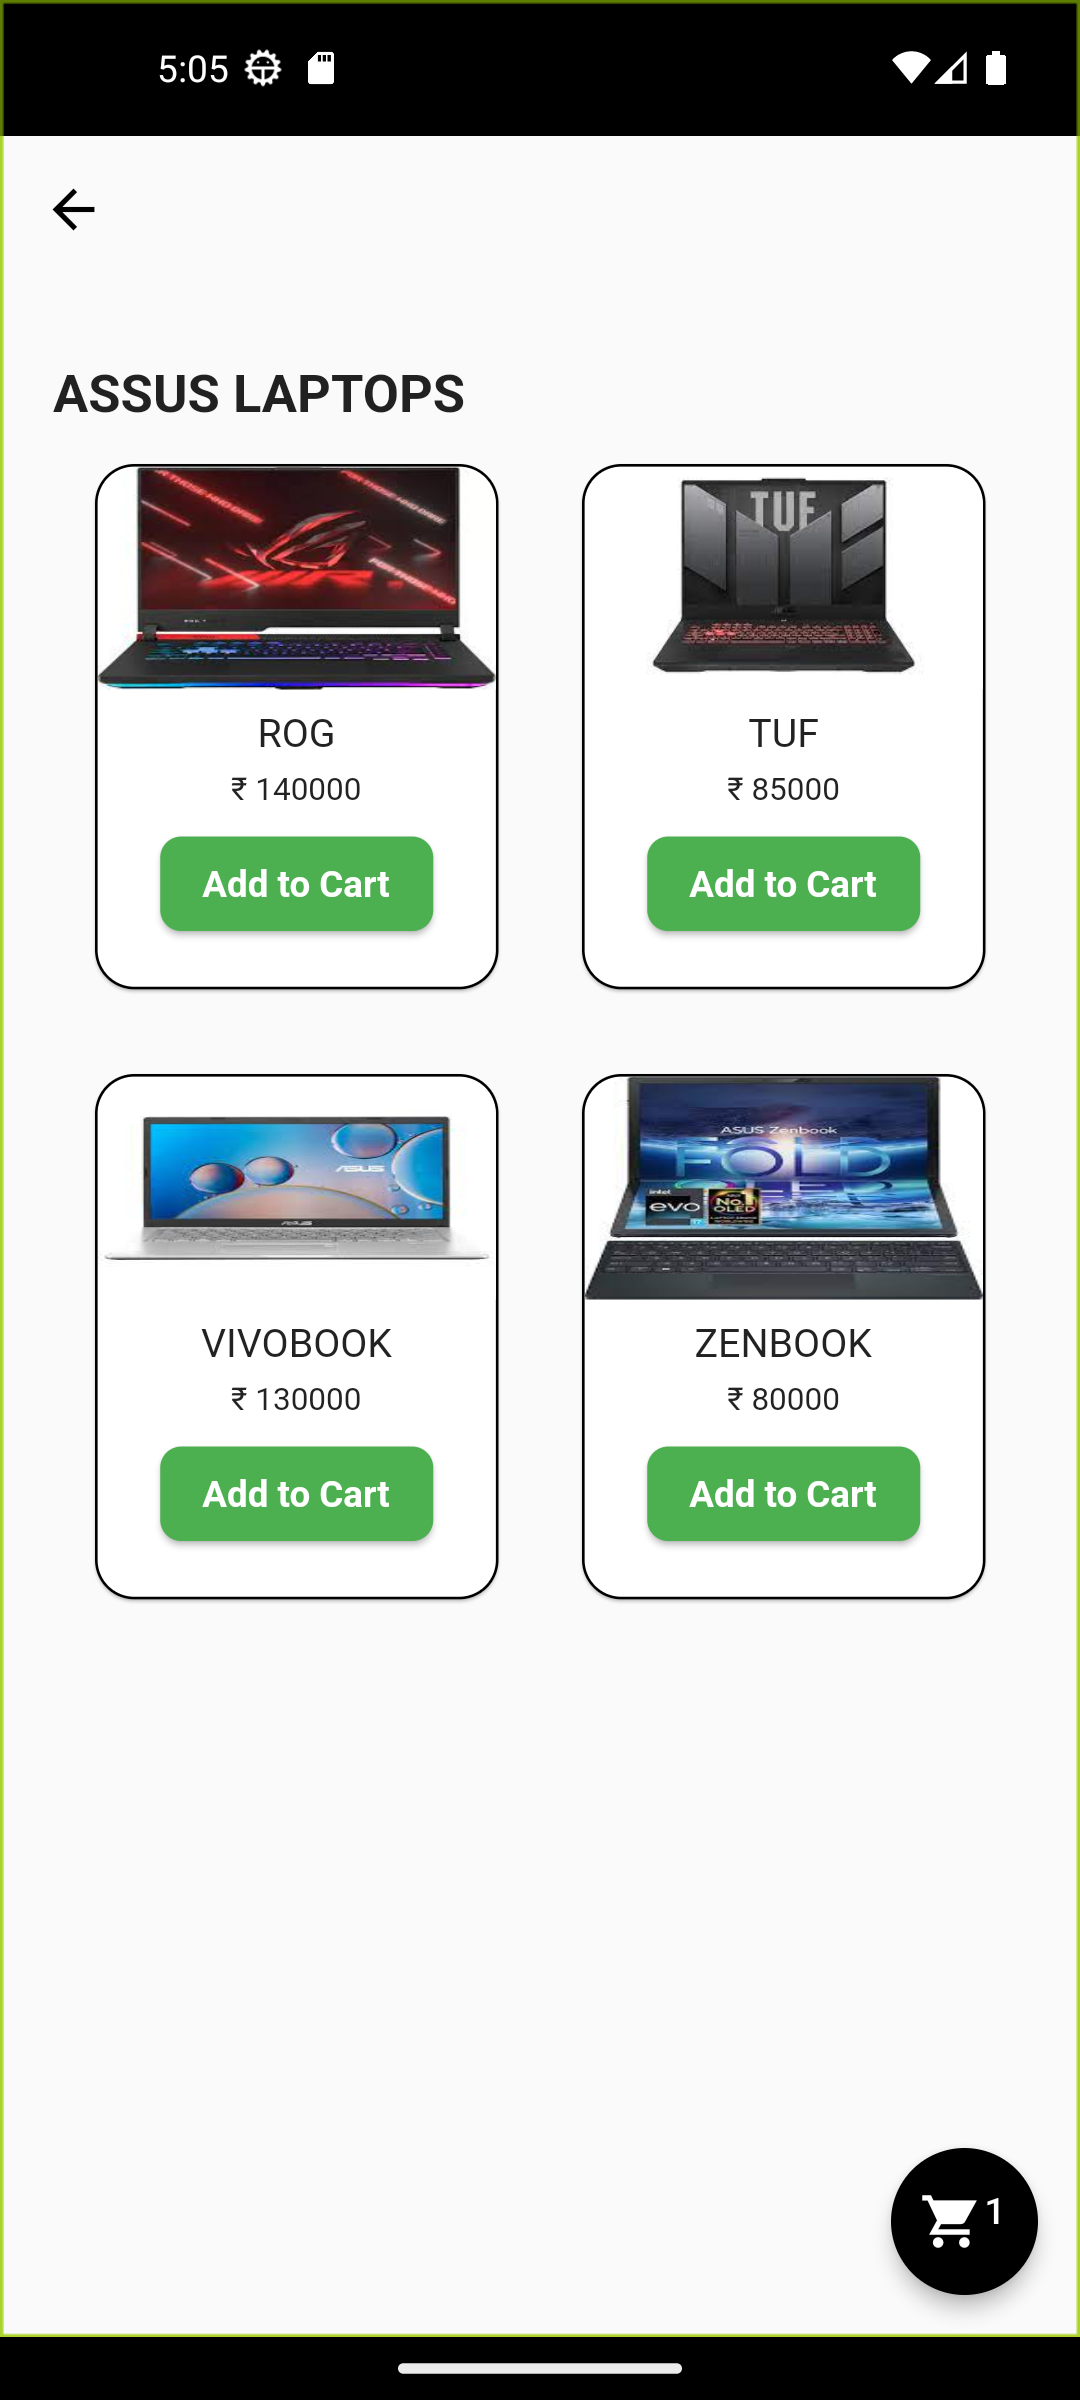 5:05
ASSUS LAPTOPS
TUF
ROG
₹ 140000
Add to Cart
TUF
₹ 85000
Add to Cart
ASUS
ASUS Zenbook
FOLD
OLED
intel
evo
No.1
OLED
VIVOBOOK
₹ 130000
Add to Cart
ZENBOOK
₹ 80000
Add to Cart
1